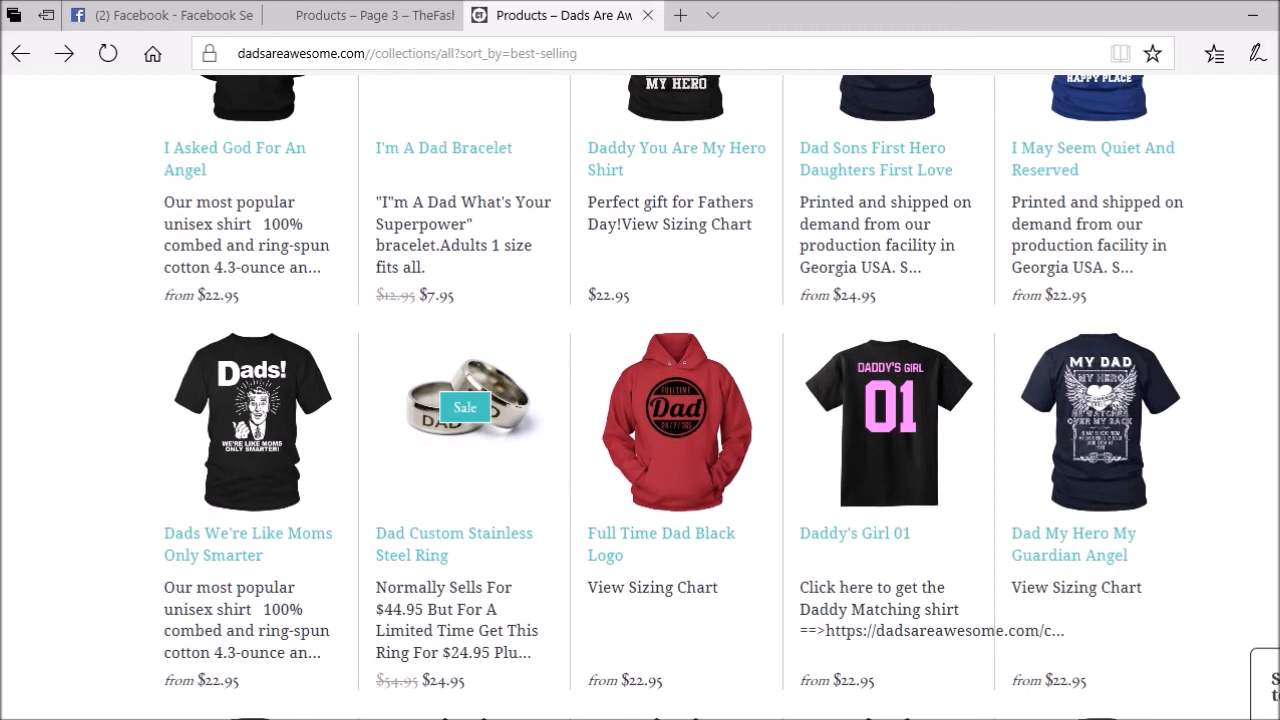 (2) Facebook - Facebook Se
Products – Page 3 – TheFasl
Products – Dads Are Aw
dadsareawesome.com//collections/all?sort_by=best-selling
MY HERO
HAPPY PLACE
I Asked God For An
Angel
Our most popular
unisex shirt 100%
combed and ring-spun
cotton 4.3-ounce an...
from $22.95
I'm A Dad Bracelet
"I"m A Dad What's Your
Superpower"
bracelet.Adults 1 size
fits all.
$12.95 $7.95
Daddy You Are My Hero
Shirt
Perfect gift for Fathers
Day!View Sizing Chart
$22.95
Dad Sons First Hero
Daughters First Love
Printed and shipped on
demand from our
production facility in
Georgia USA. S...
from $24.95
I May Seem Quiet And
Reserved
Printed and shipped on
demand from our
production facility in
Georgia USA. S...
from $22.95
Dads!
WE'RE LIKE MOMS
ONLY SMARTER!
Dads We're Like Moms
Only Smarter
Our most popular
unisex shirt 100%
combed and ring-spun
cotton 4.3-ounce an...
from $22.95
Sale
DAD
Dad Custom Stainless
Steel Ring
Normally Sells For
$44.95 But For A
Limited Time Get This
Ring For $24.95 Plu...
$54.95 $24.95
FULLTIME
Dad
24/7/365
Full Time Dad Black
Logo
View Sizing Chart
from $22.95
DADDY'S GIRL
01
Daddy's Girl 01
Click here to get the
Daddy Matching shirt
==>https://dadsareawesome.com/c...
from $22.95
MY DAD
MY HERO
HE WATCHES
OVER MY BACK
Dad My Hero My
Guardian Angel
View Sizing Chart
from $22.95